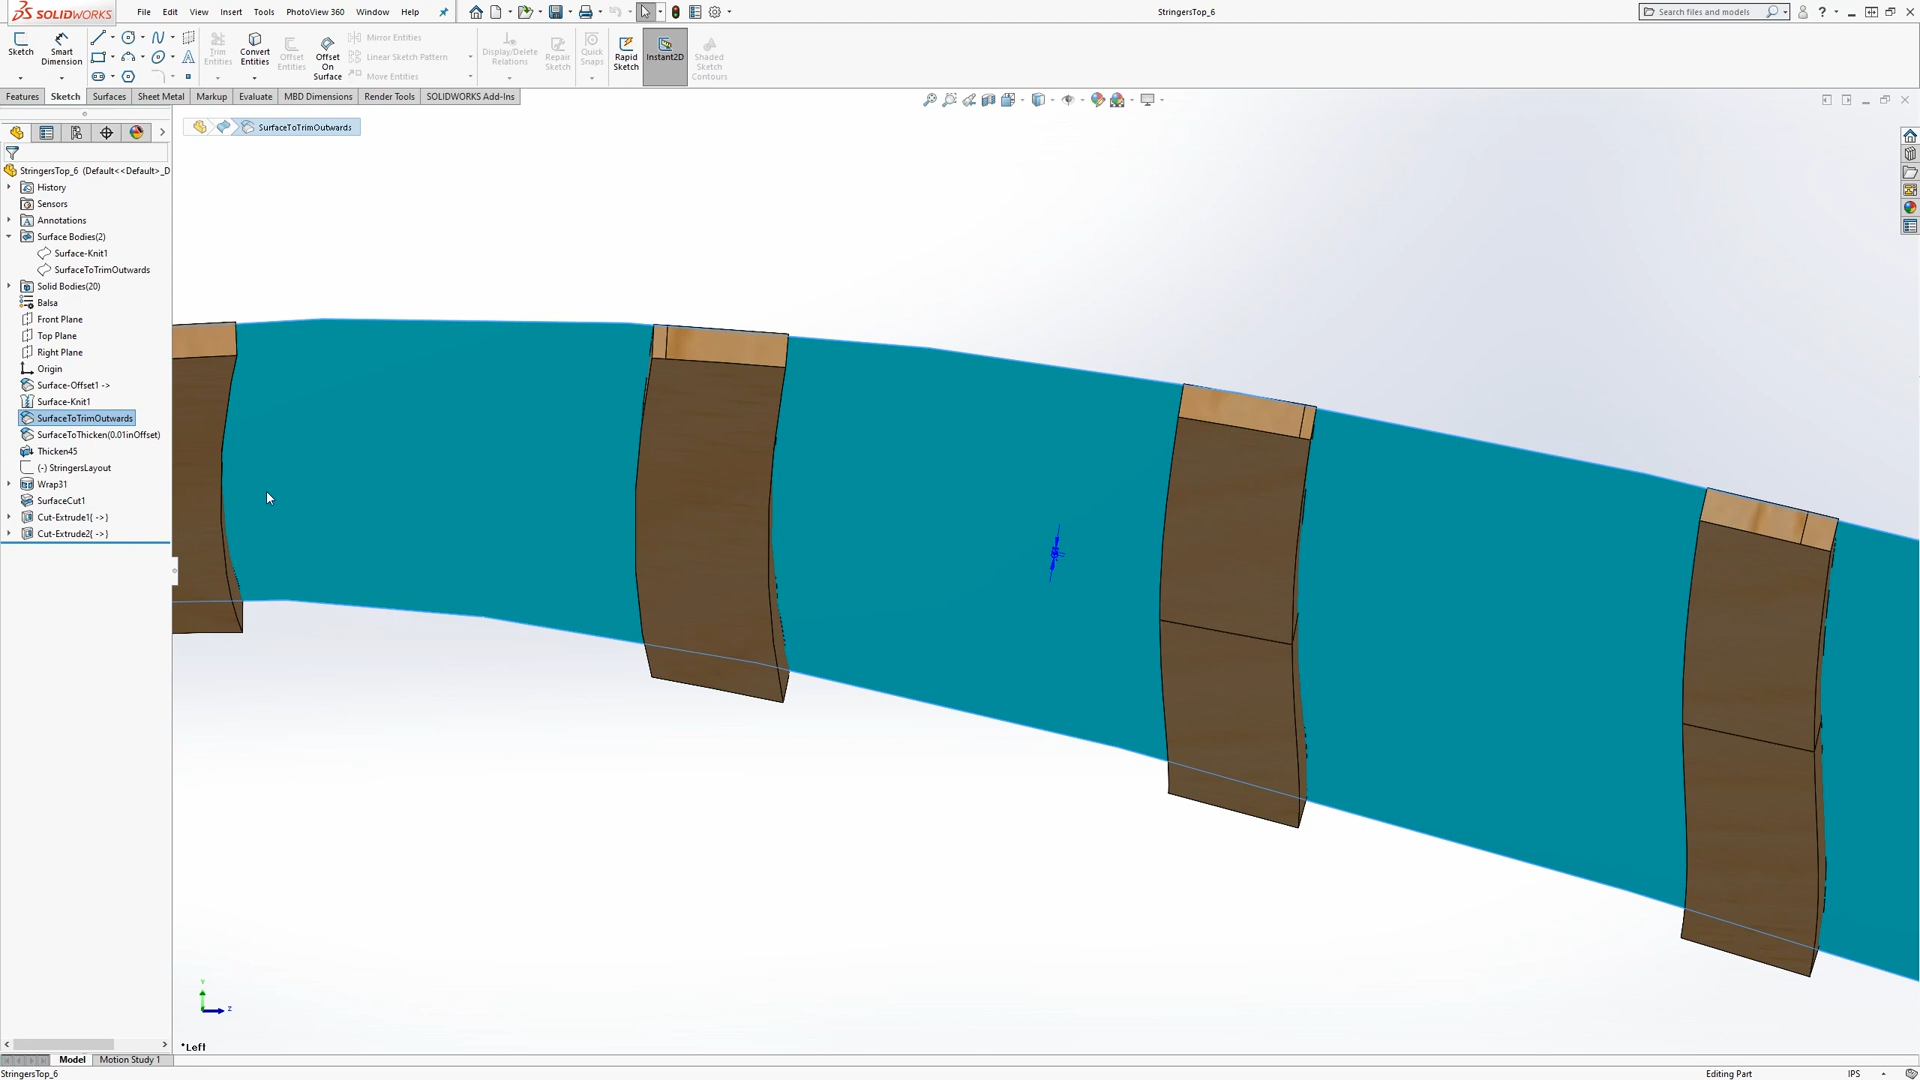 SOLIDWORKS File Edit View Insert Tools PhotoView 360 Window Help StringersTop_6 Search files and models
Sketch Smart Dimension Trim Entities Convert Entities Offset Entities Offset On Surface Mirror Entities Linear Sketch Pattern Move Entities Display/Delete Relations Repair Sketch Quick Snaps Rapid Sketch Instant2D Shaded Sketch Contours
Features Sketch Surfaces Sheet Metal Markup Evaluate MBD Dimensions Render Tools SOLIDWORKS Add-Ins
SurfaceToTrimOutwards
StringersTop_6 (Default<<Default>_D
History
Sensors
Annotations
Surface Bodies(2)
Surface-Knit1
SurfaceToTrimOutwards
Solid Bodies(20)
Balsa
Front Plane
Top Plane
Right Plane
Origin
Surface-Offset1 ->
Surface-Knit1
SurfaceToTrimOutwards
SurfaceToThicken(0.01inOffset)
Thicken45
(-) StringersLayout
Wrap31
SurfaceCut1
Cut-Extrude1{ ->}
Cut-Extrude2{ ->}
Y
Z
*Left
Model Motion Study 1
StringersTop_6 Editing Part IPS